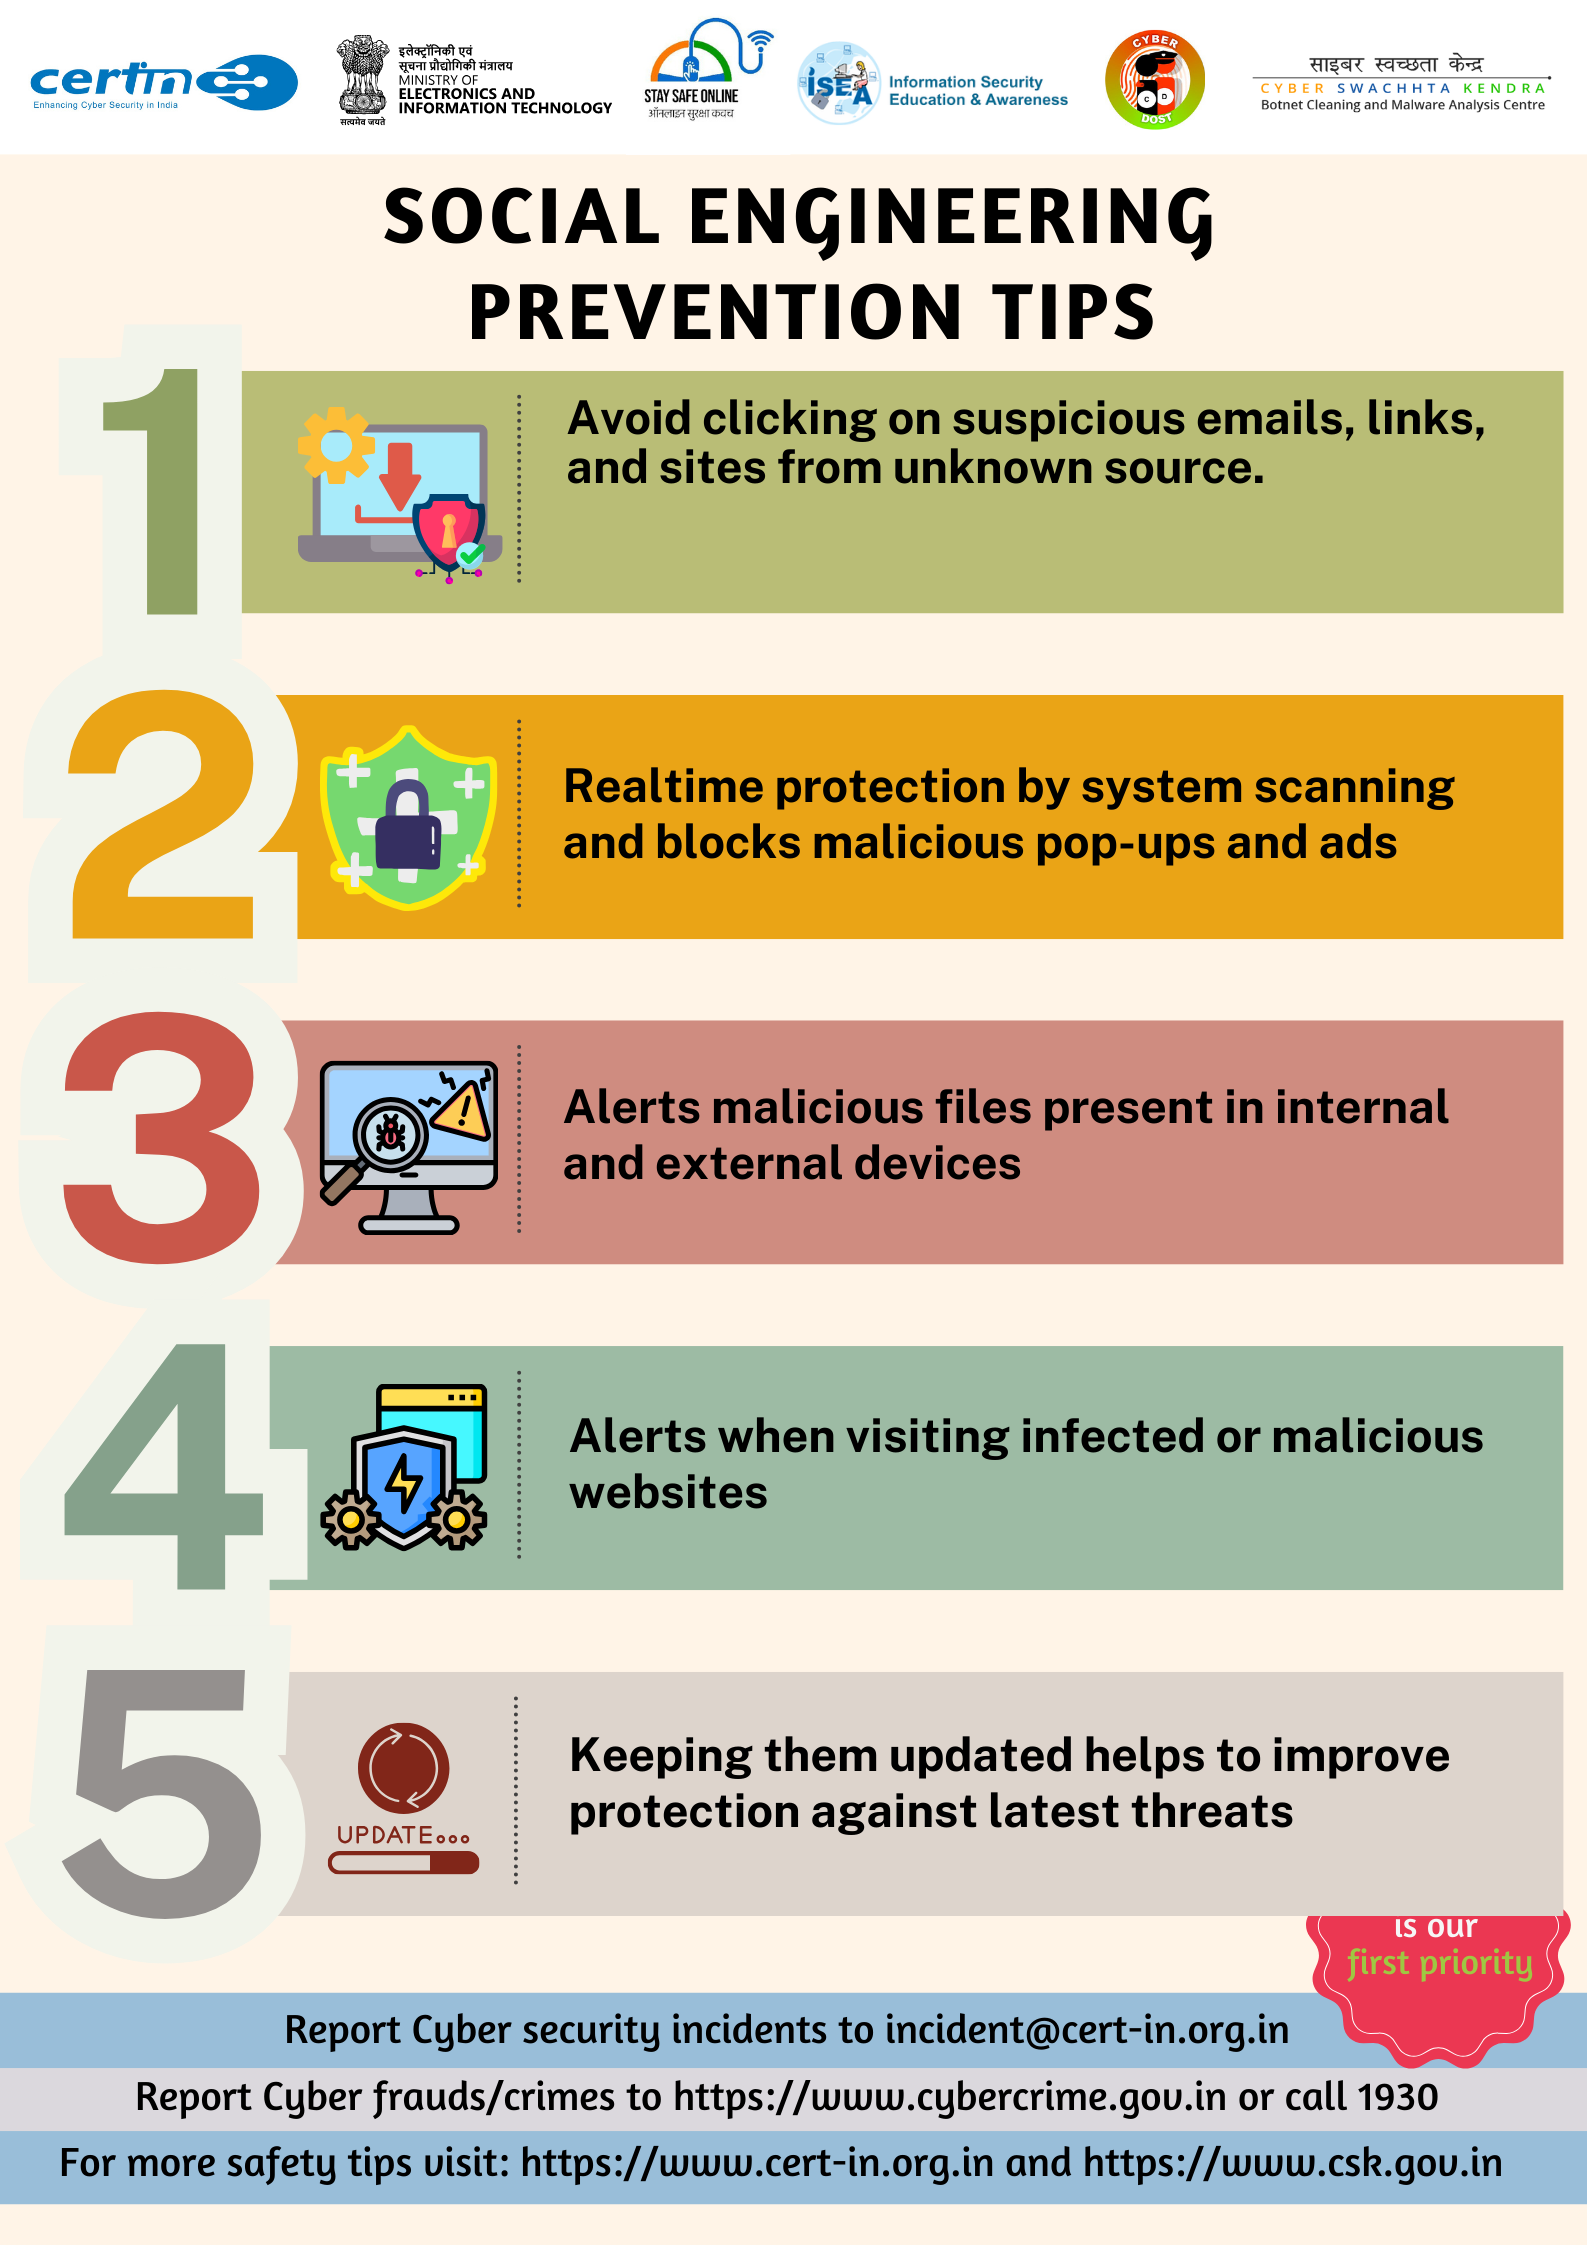 certin
Enhancing Cyber Security in India
सत्यमेव जयते
इलेक्ट्रॉनिकी एवं
सूचना प्रौद्योगिकी मंत्रालय
MINISTRY OF
ELECTRONICS AND
INFORMATION TECHNOLOGY
STAY SAFE ONLINE
ऑनलाइन सुरक्षा कवच
iSEA
Information Security
Education & Awareness
CYBER
C D
DOST
साइबर स्वच्छता केन्द्र
CYBER SWACHHTA KENDRA
Botnet Cleaning and Malware Analysis Centre
SOCIAL ENGINEERING
PREVENTION TIPS
1
Avoid clicking on suspicious emails, links,
and sites from unknown source.
2
Realtime protection by system scanning
and blocks malicious pop-ups and ads
3
Alerts malicious files present in internal
and external devices
4
Alerts when visiting infected or malicious
websites
5
UPDATE...
Keeping them updated helps to improve
protection against latest threats
is our
first priority
Report Cyber security incidents to incident@cert-in.org.in
Report Cyber frauds/crimes to https://www.cybercrime.gov.in or call 1930
For more safety tips visit: https://www.cert-in.org.in and https://www.csk.gov.in